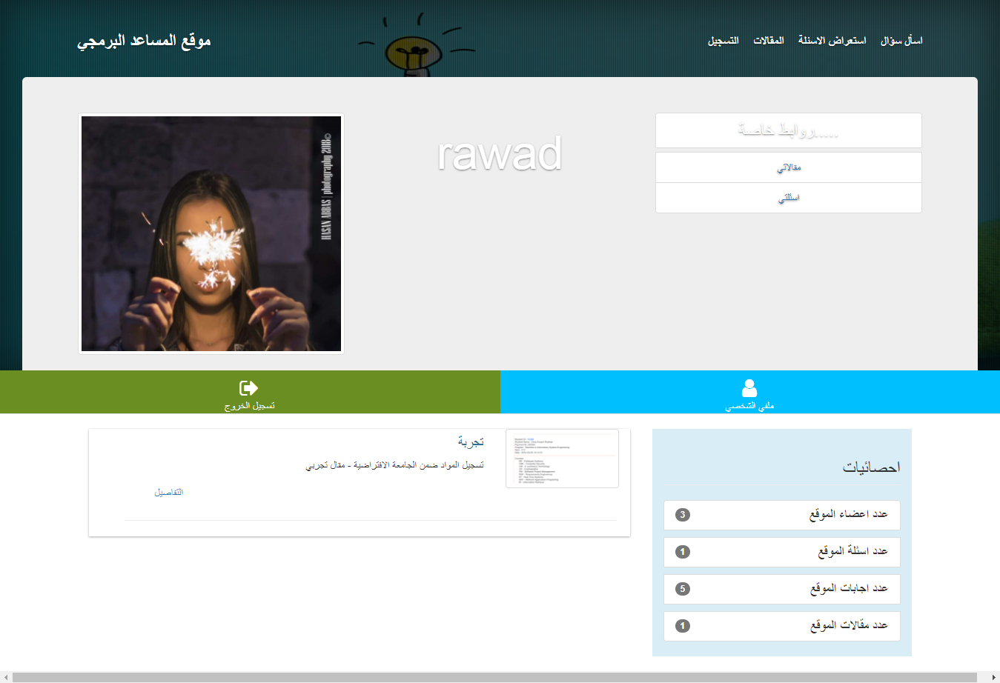 اسأل سؤال استعراض الاسئلة المقالات التسجيل
موقع المساعد البرمجي
روابط خاصة.....
مقالاتي
اسئلتي
rawad
HASAN ABBAS | photography 2018©
ملفي الشخصي
تسجيل الخروج
احصائيات
عدد اعضاء الموقع 3
عدد اسئلة الموقع 1
عدد اجابات الموقع 5
عدد مقالات الموقع 1
تجربة
تسجيل المواد ضمن الجامعة الافتراضية - مقال تجريبي
التفاصيل